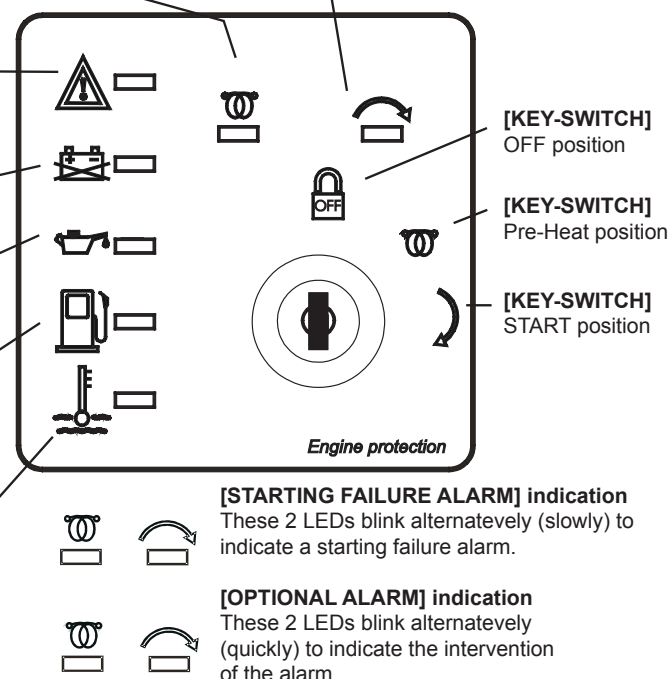 [KEY-SWITCH]
OFF position
OFF
[KEY-SWITCH]
Pre-Heat position
[KEY-SWITCH]
START position
Engine protection
[STARTING FAILURE ALARM] indication
These 2 LEDs blink alternatevely (slowly) to
indicate a starting failure alarm.
[OPTIONAL ALARM] indication
These 2 LEDs blink alternatevely
(quickly) to indicate the intervention
of the alarm